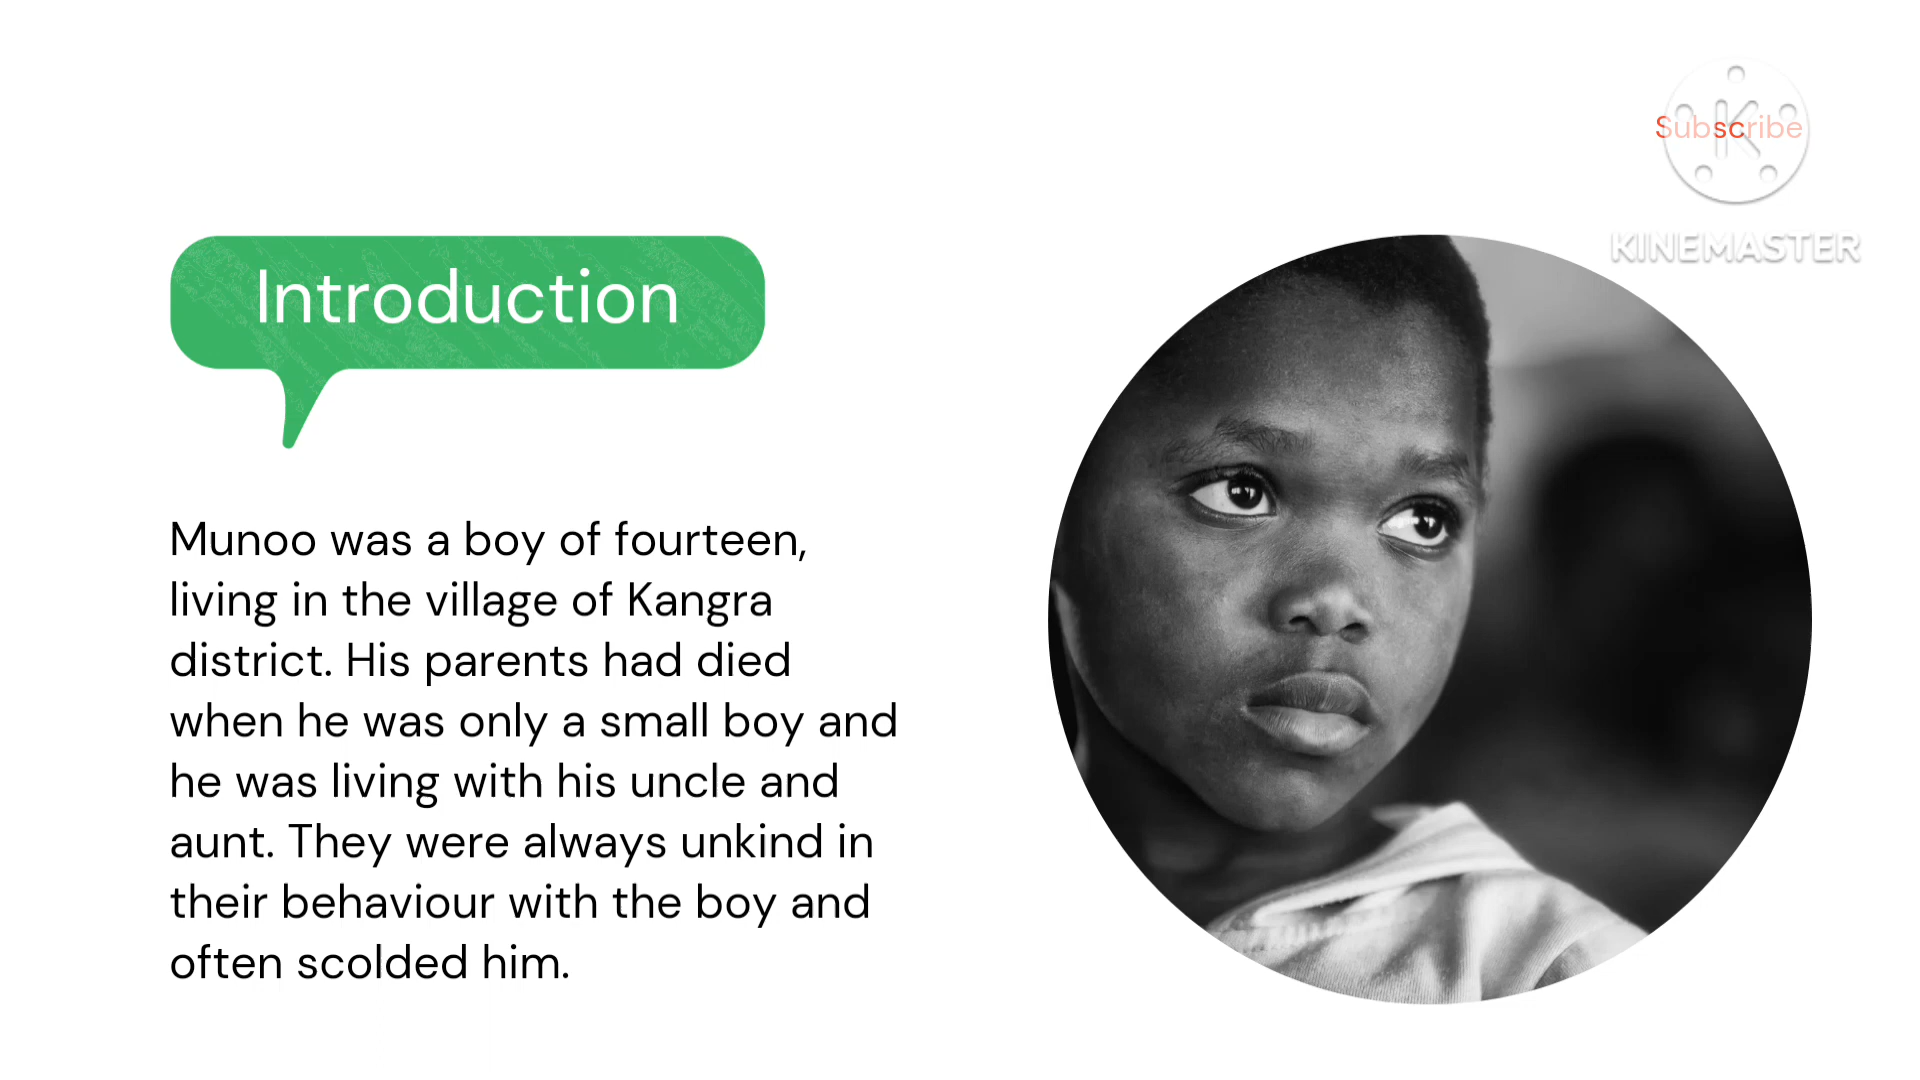 Subscribe
KINEMASTER
Introduction
Munoo was a boy of fourteen,
living in the village of Kangra
district. His parents had died
when he was only a small boy and
he was living with his uncle and
aunt. They were always unkind in
their behaviour with the boy and
often scolded him.